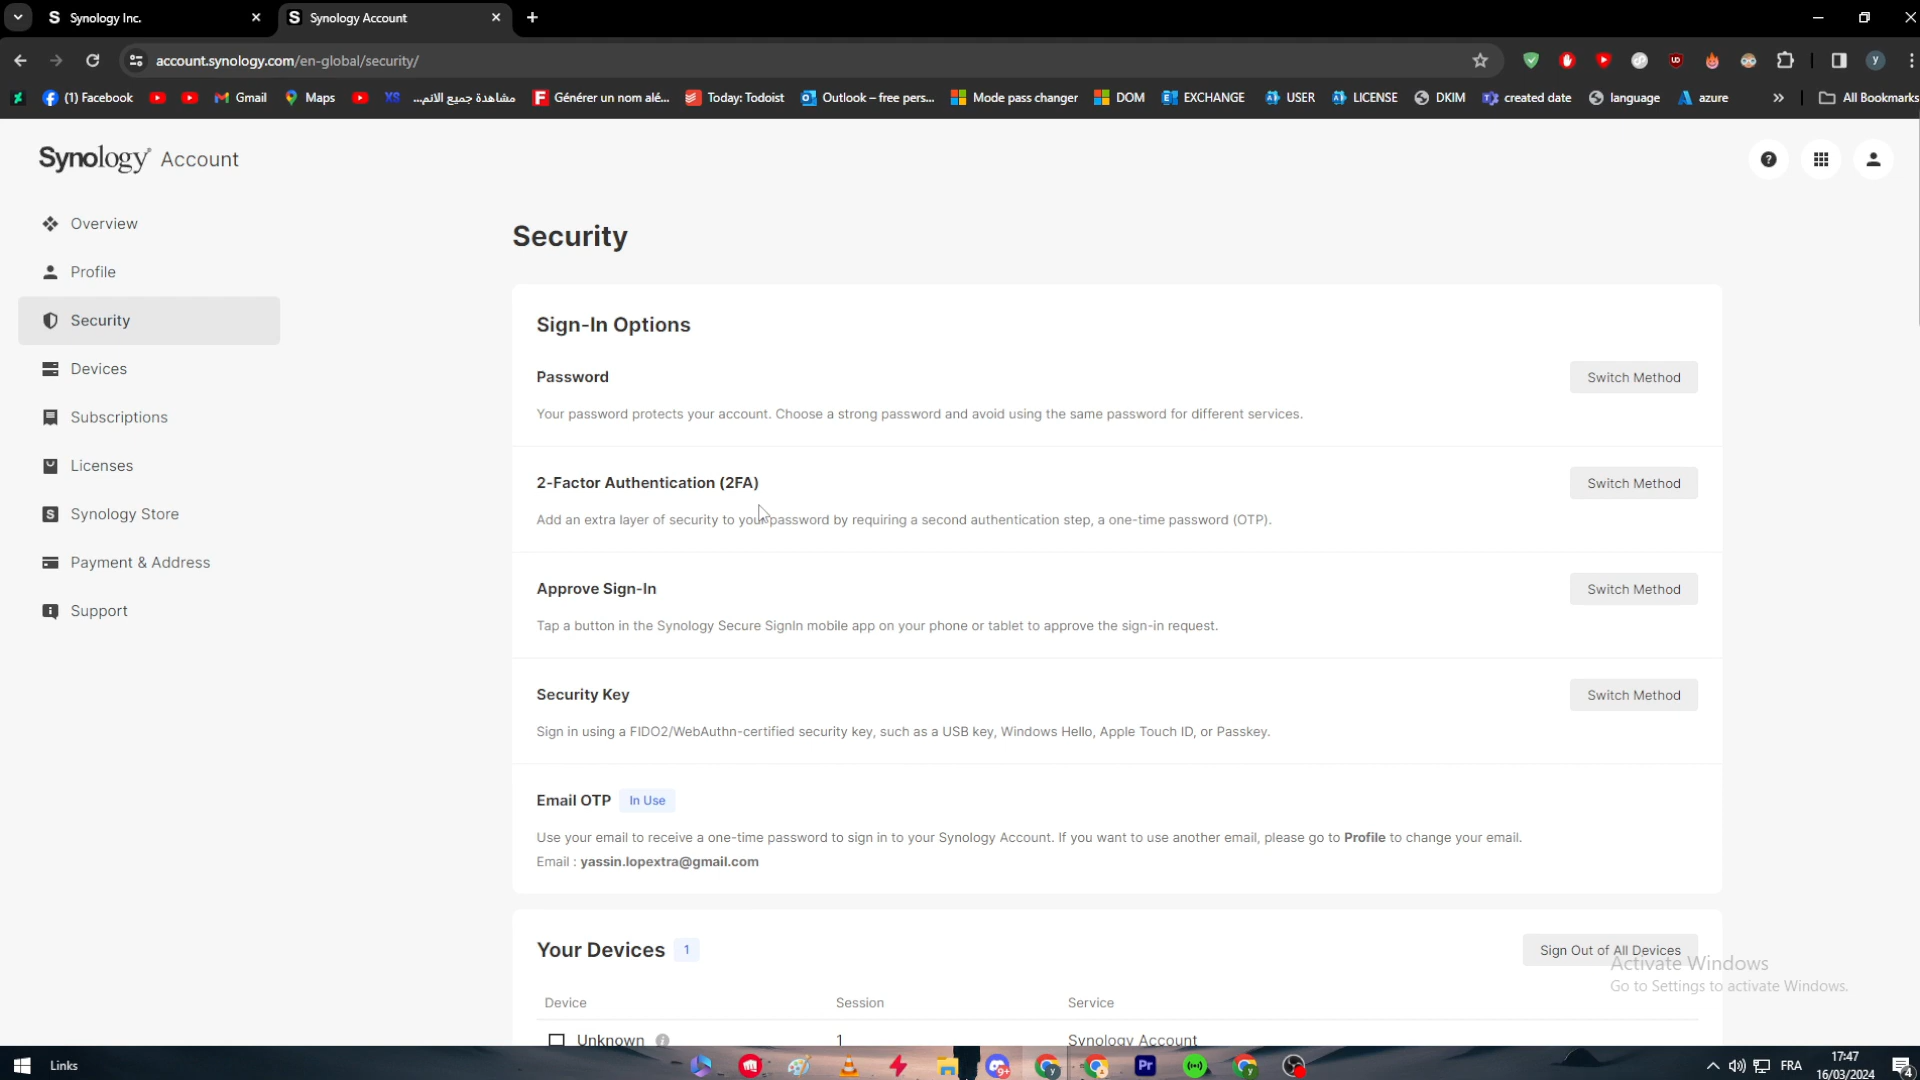 Synology Inc.
Synology Account
account.synology.com/en-global/security/
(1) Facebook
Gmail
Maps
XS
مشاهدة جميع الانم...
Générer un nom alé...
Today: Todoist
Outlook – free pers...
Mode pass changer
DOM
EXCHANGE
USER
LICENSE
DKIM
created date
language
azure
All Bookmarks
Synology Account
Overview
Profile
Security
Devices
Subscriptions
Licenses
Synology Store
Payment & Address
Support
Security
Sign-In Options
Password
Switch Method
Your password protects your account. Choose a strong password and avoid using the same password for different services.
2-Factor Authentication (2FA)
Switch Method
Add an extra layer of security to your password by requiring a second authentication step, a one-time password (OTP).
Approve Sign-In
Switch Method
Tap a button in the Synology Secure SignIn mobile app on your phone or tablet to approve the sign-in request.
Security Key
Switch Method
Sign in using a FIDO2/WebAuthn-certified security key, such as a USB key, Windows Hello, Apple Touch ID, or Passkey.
Email OTP In Use
Use your email to receive a one-time password to sign in to your Synology Account. If you want to use another email, please go to Profile to change your email.
Email : yassin.lopextra@gmail.com
Your Devices 1
Sign Out of All Devices
Activate Windows
Go to Settings to activate Windows.
Device Session Service
Unknown 1 Synology Account
Links
FRA
17:47
16/03/2024
4